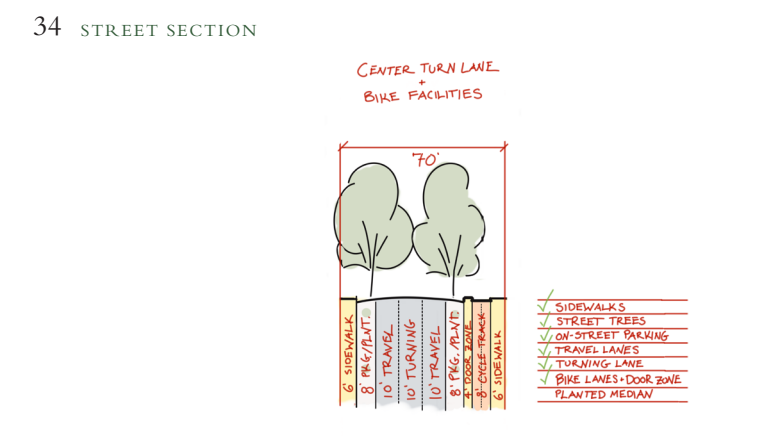 34 STREET SECTION
CENTER TURN LANE
+
BIKE FACILITIES
70'
6' SIDEWALK
8' PKG/PLNT.
10' TRAVEL
10' TURNING
10' TRAVEL
8' PKG./PLNT.
4' DOOR ZONE
8' CYCLE TRACK
6' SIDEWALK
SIDEWALKS
STREET TREES
ON-STREET PARKING
TRAVEL LANES
TURNING LANE
BIKE LANES + DOOR ZONE
PLANTED MEDIAN